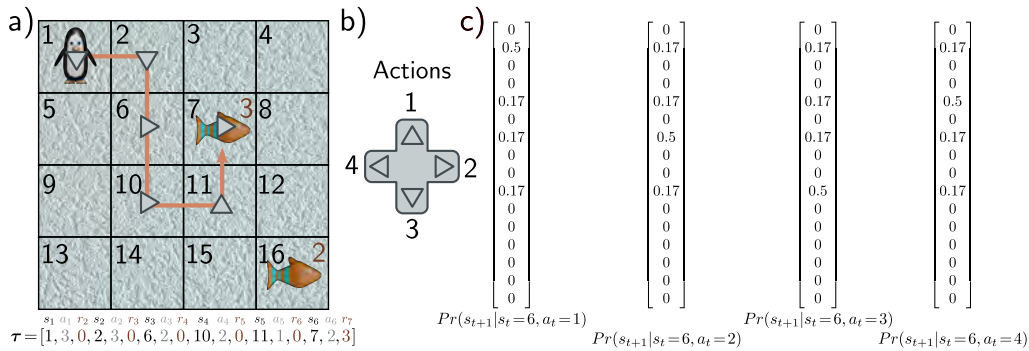 a)
1 2 3 4
5 6 7 3 8
9 10 11 12
13 14 15 16 2
s₁ a₁ r₂ s₂ a₂ r₃ s₃ a₃ r₄ s₄ a₄ r₅ s₅ a₅ r₆ s₆ a₆ r₇
τ=[1, 3, 0, 2, 3, 0, 6, 2, 0, 10, 2, 0, 11, 1, 0, 7, 2, 3]
b)
Actions
1
4 2
3
c)
0 0 0 0
0.5 0.17 0.17 0.17
0 0 0 0
0 0 0 0
0.17 0.17 0.17 0.5
0 0 0 0
0.17 0.5 0.17 0.17
0 0 0 0
0 0 0 0
0.17 0.17 0.5 0.17
0 0 0 0
0 0 0 0
0 0 0 0
0 0 0 0
0 0 0 0
0 0 0 0
Pr(sₜ₊₁|sₜ=6, aₜ=1)
Pr(sₜ₊₁|sₜ=6, aₜ=2)
Pr(sₜ₊₁|sₜ=6, aₜ=3)
Pr(sₜ₊₁|sₜ=6, aₜ=4)